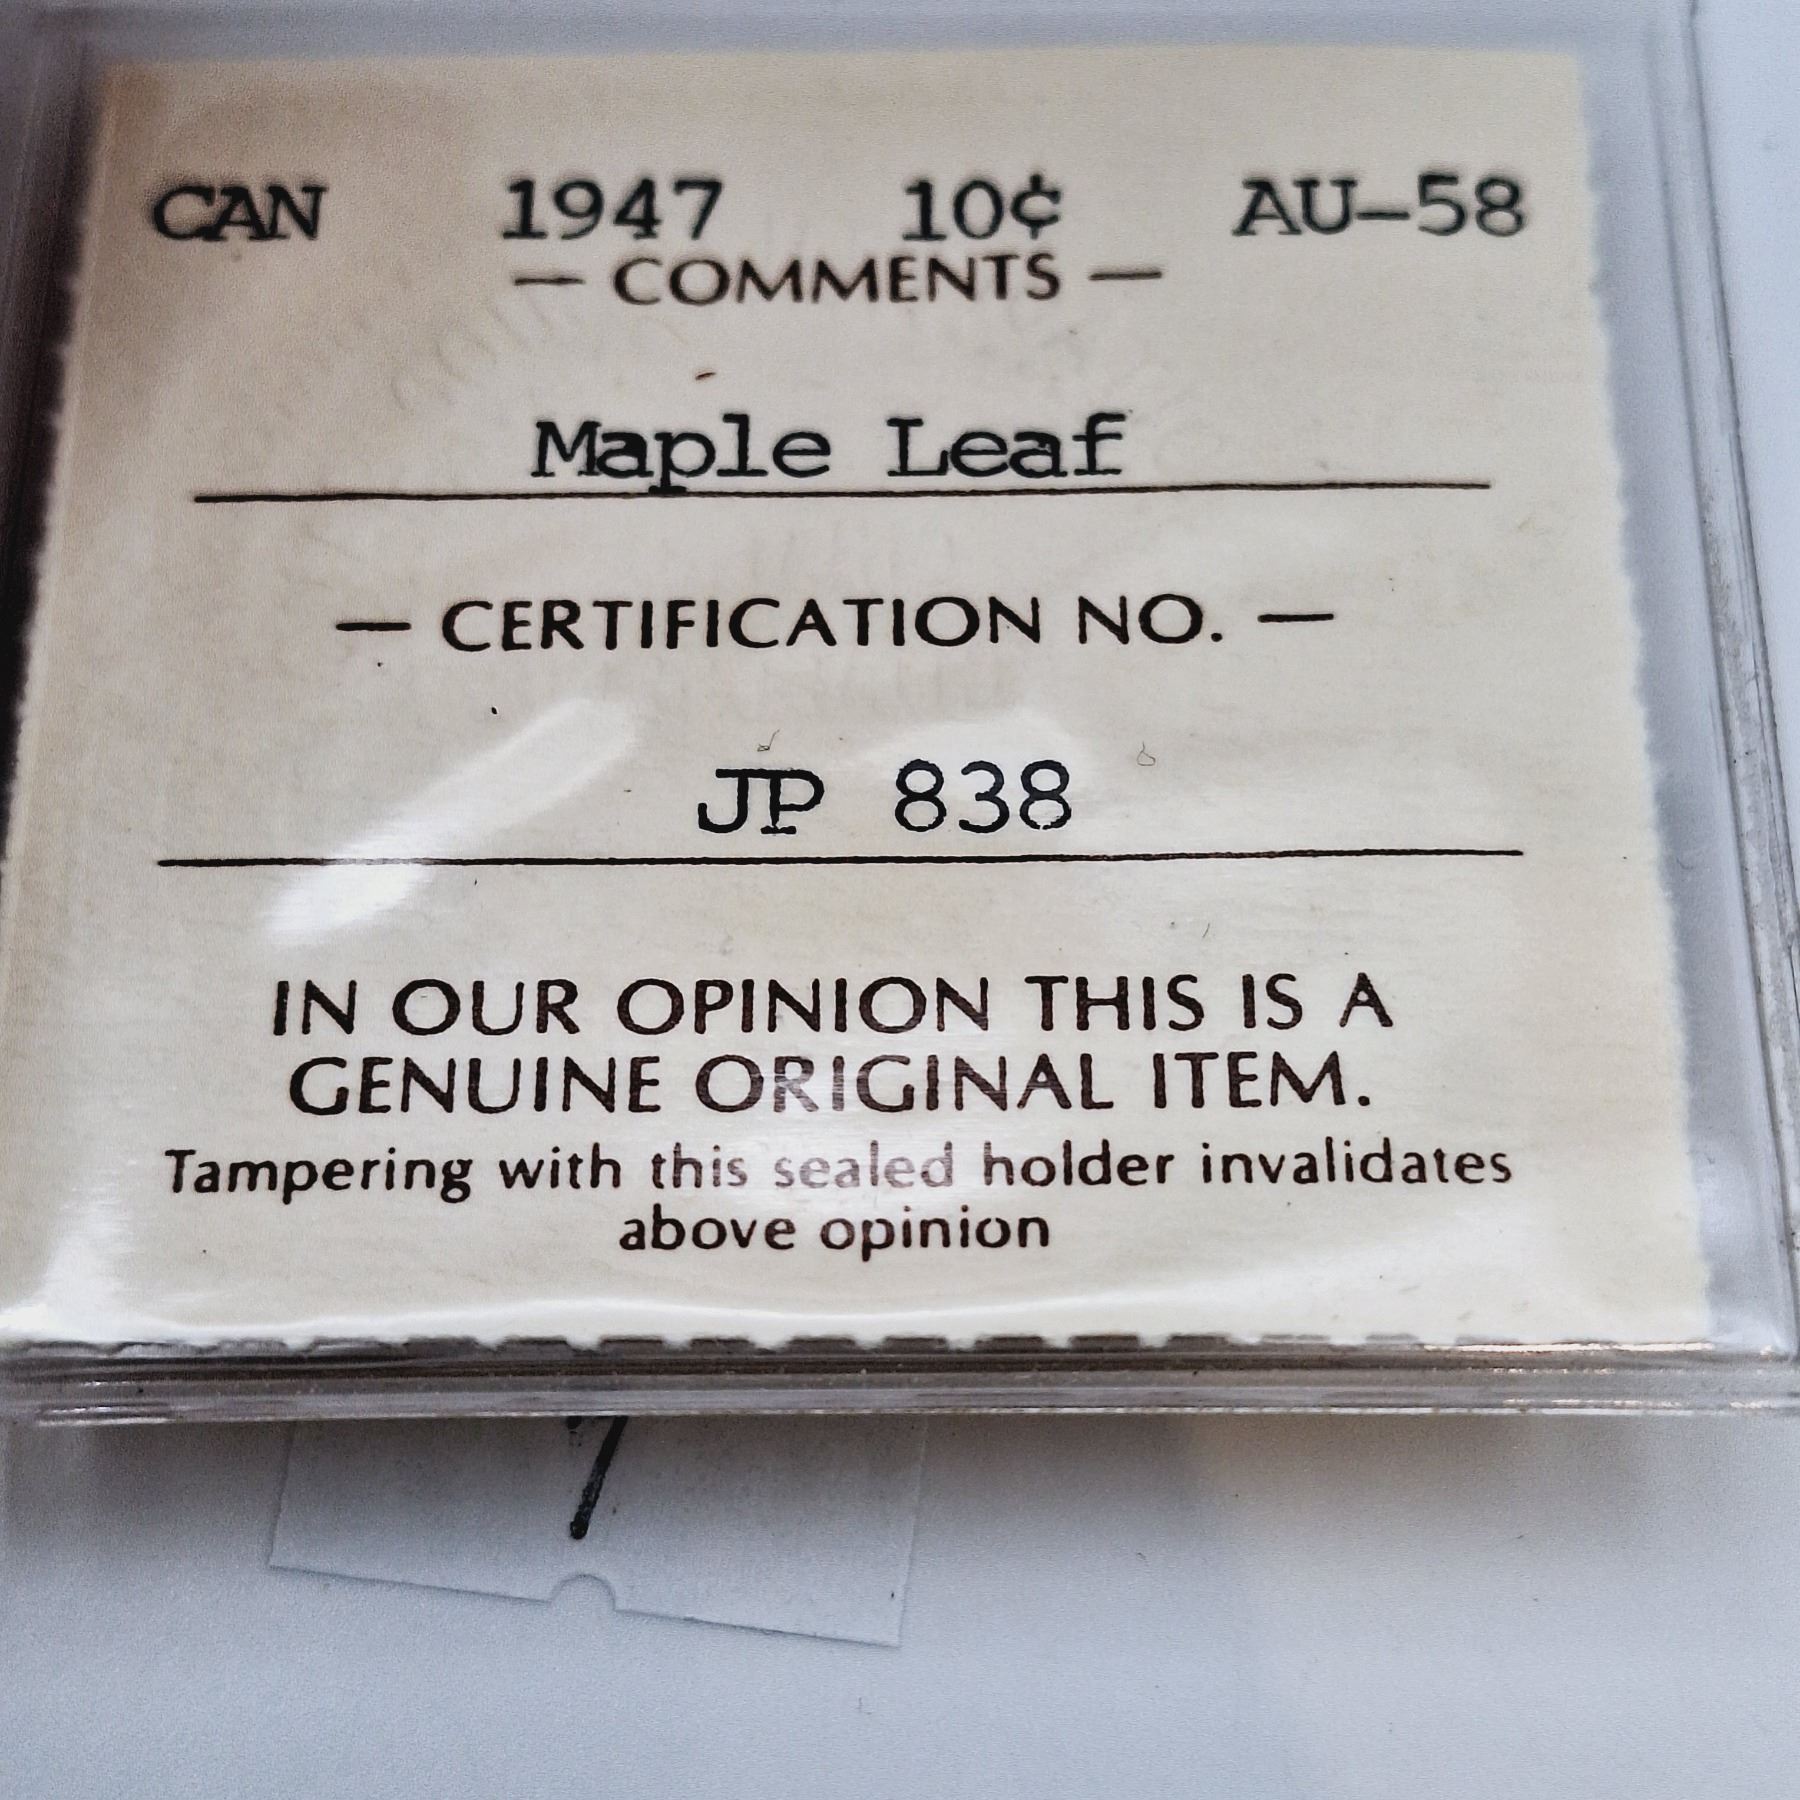 CAN 1947 10¢ AU-58
— COMMENTS —
Maple Leaf
— CERTIFICATION NO. —
JP 838
IN OUR OPINION THIS IS A
GENUINE ORIGINAL ITEM.
Tampering with this sealed holder invalidates
above opinion